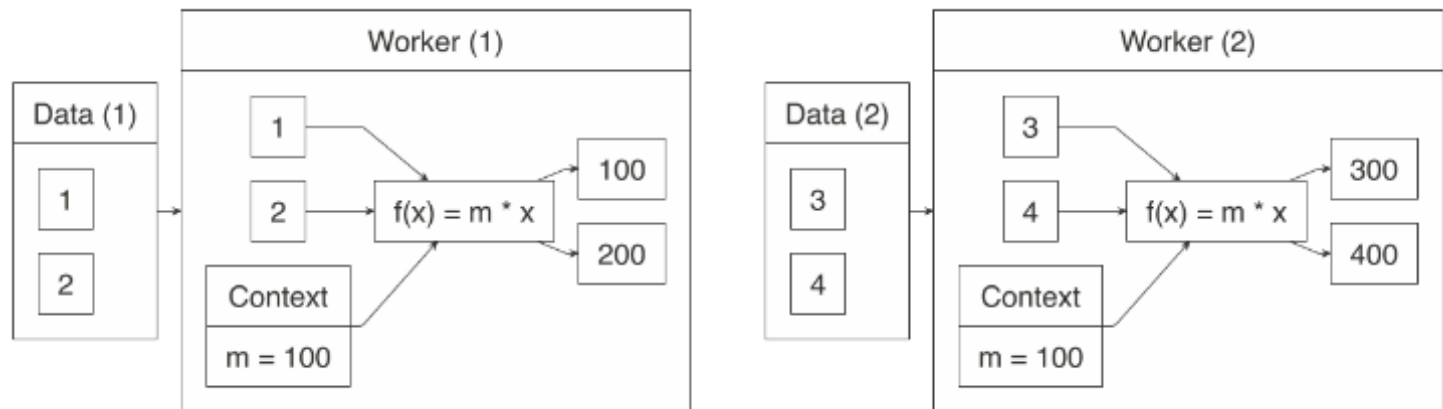 Worker (1)
Data (1)
1
2
1
2
f(x) = m * x
100
200
Context
m = 100
Worker (2)
Data (2)
3
4
3
4
f(x) = m * x
300
400
Context
m = 100